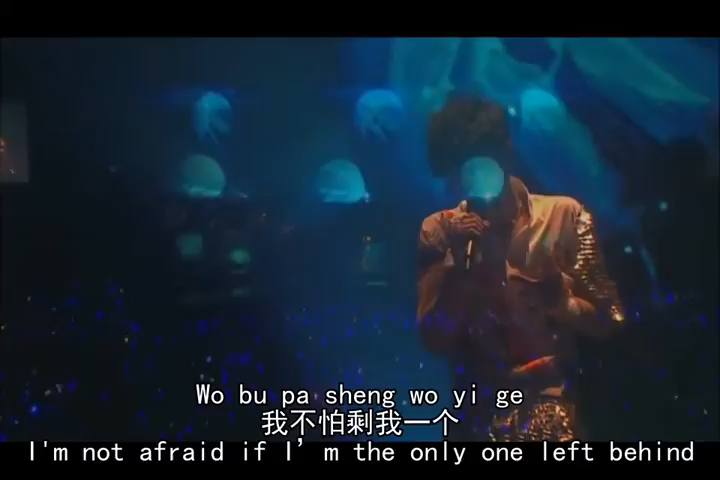 Wo bu pa sheng wo yi ge
我不怕剩我一个
I'm not afraid if I’m the only one left behind